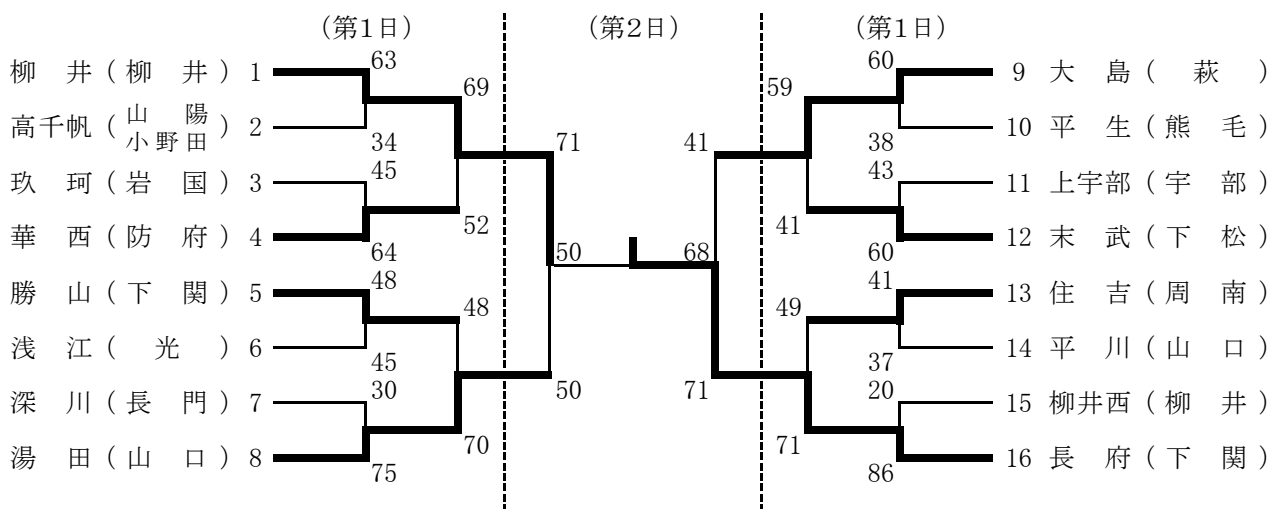 (第1日) (第2日) (第1日)
63 60
柳 井 ( 柳 井 ) 1 9 大 島 ( 萩 )
69 59
高千帆 ( 山 陽 小野田 ) 2 10 平 生 ( 熊 毛 )
34 71 41 38
45 43
玖 珂 ( 岩 国 ) 3 11 上宇部 ( 宇 部 )
52 41
華 西 ( 防 府 ) 4 12 末 武 ( 下 松 )
64 50 68 60
48 41
勝 山 ( 下 関 ) 5 13 住 吉 ( 周 南 )
48 49
浅 江 ( 光 ) 6 14 平 川 ( 山 口 )
45 37
30 50 71 20
深 川 ( 長 門 ) 7 15 柳井西 ( 柳 井 )
70 71
湯 田 ( 山 口 ) 8 16 長 府 ( 下 関 )
75 86